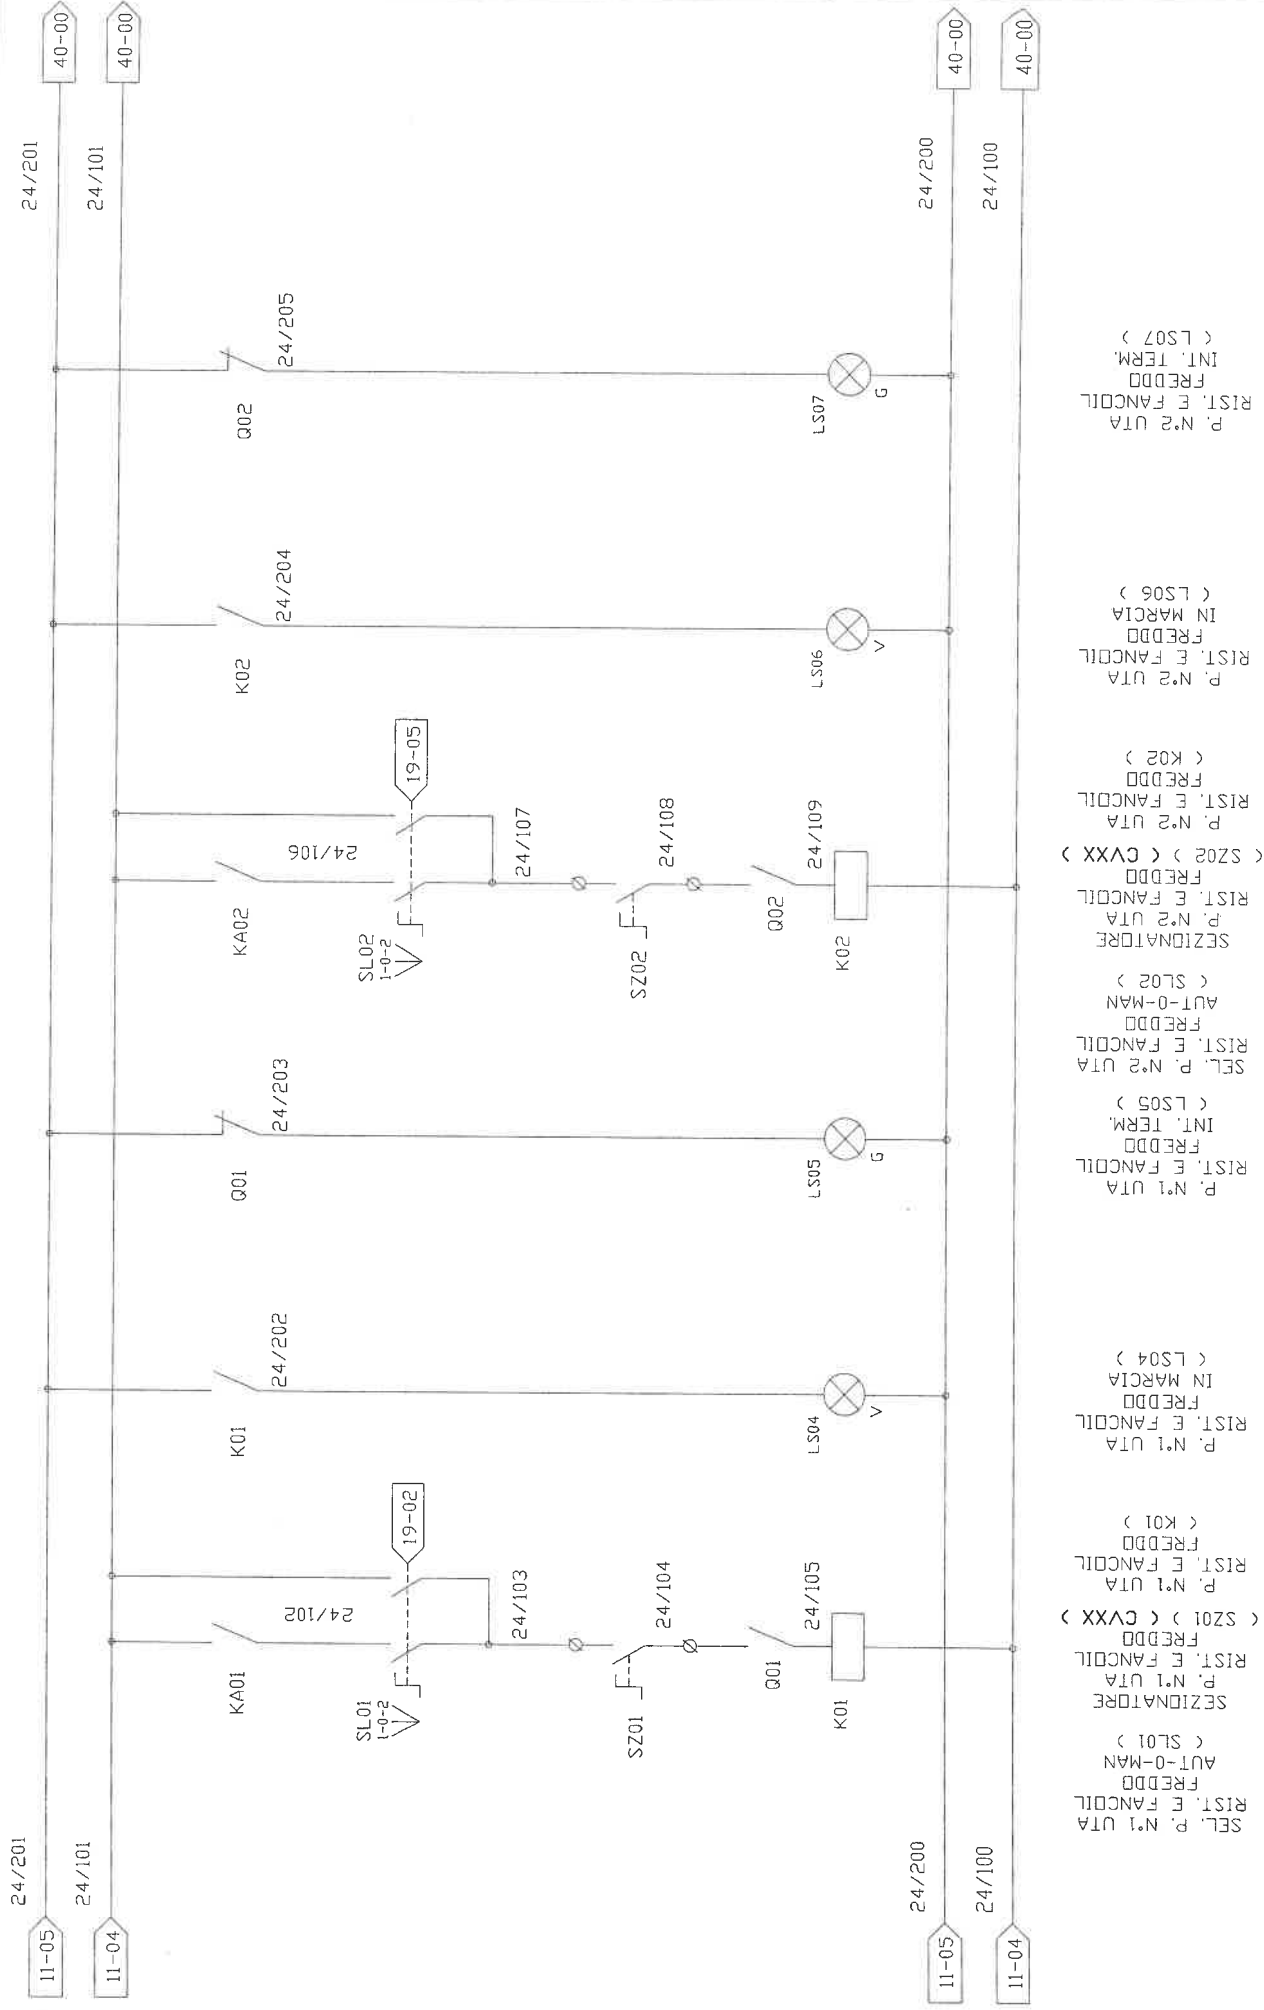 11-05
24/201
24/201
40-00
11-04
24/101
24/101
40-00
KA01
24/102
SL01
1-0-2
19-02
24/103
SZ01
24/104
Q01
24/105
K01
K01
24/202
LS04
V
Q01
24/203
LS05
G
KA02
24/106
SL02
1-0-2
19-05
24/107
SZ02
24/108
Q02
24/109
K02
K02
24/204
LS06
V
Q02
24/205
LS07
G
11-05
24/200
24/200
40-00
11-04
24/100
24/100
40-00
SEL. P. N°1 UTA
RIST. E FANCOIL
FREDDO
AUT-0-MAN
( SL01 )
SEZIONATORE
P. N°1 UTA
RIST. E FANCOIL
FREDDO
( SZ01 ) ( CVXX )
P. N°1 UTA
RIST. E FANCOIL
FREDDO
( K01 )
P. N°1 UTA
RIST. E FANCOIL
FREDDO
IN MARCIA
( LS04 )
P. N°1 UTA
RIST. E FANCOIL
FREDDO
INT. TERM.
( LS05 )
SEL. P. N°2 UTA
RIST. E FANCOIL
FREDDO
AUT-0-MAN
( SL02 )
SEZIONATORE
P. N°2 UTA
RIST. E FANCOIL
FREDDO
( SZ02 ) ( CVXX )
P. N°2 UTA
RIST. E FANCOIL
FREDDO
( K02 )
P. N°2 UTA
RIST. E FANCOIL
FREDDO
IN MARCIA
( LS06 )
P. N°2 UTA
RIST. E FANCOIL
FREDDO
INT. TERM.
( LS07 )